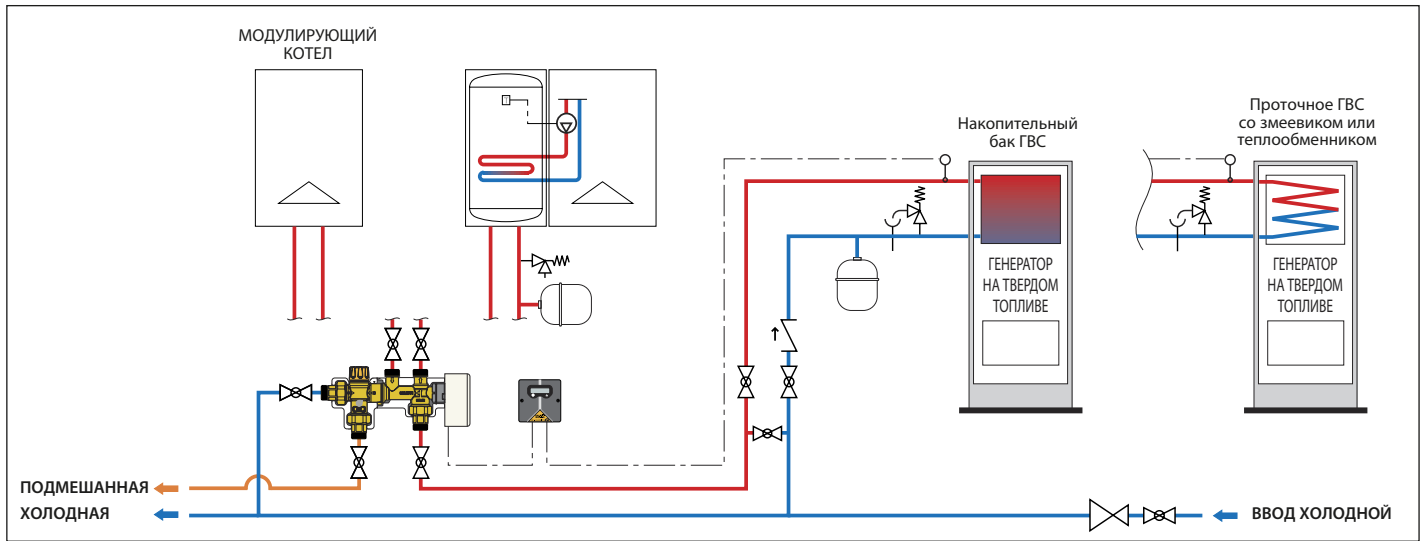 МОДУЛИРУЮЩИЙ
КОТЕЛ
Накопительный
бак ГВС
Проточное ГВС
со змеевиком или
теплообменником
ГЕНЕРАТОР
НА ТВЕРДОМ
ТОПЛИВЕ
ГЕНЕРАТОР
НА ТВЕРДОМ
ТОПЛИВЕ
ПОДМЕШАННАЯ
ХОЛОДНАЯ
ВВОД ХОЛОДНОЙ